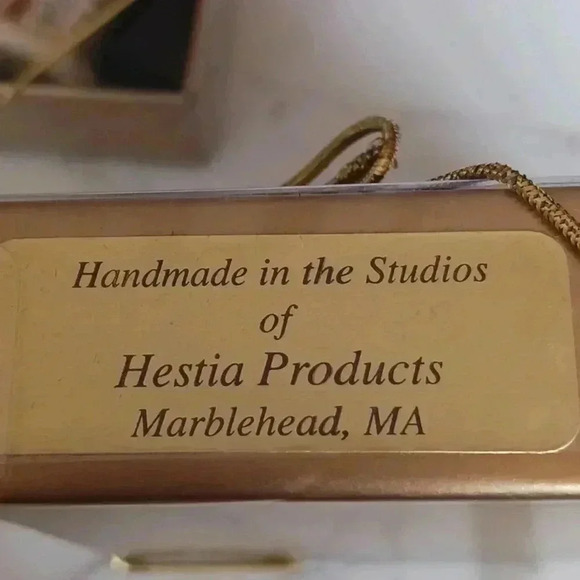 Handmade in the Studios
of
Hestia Products
Marblehead, MA